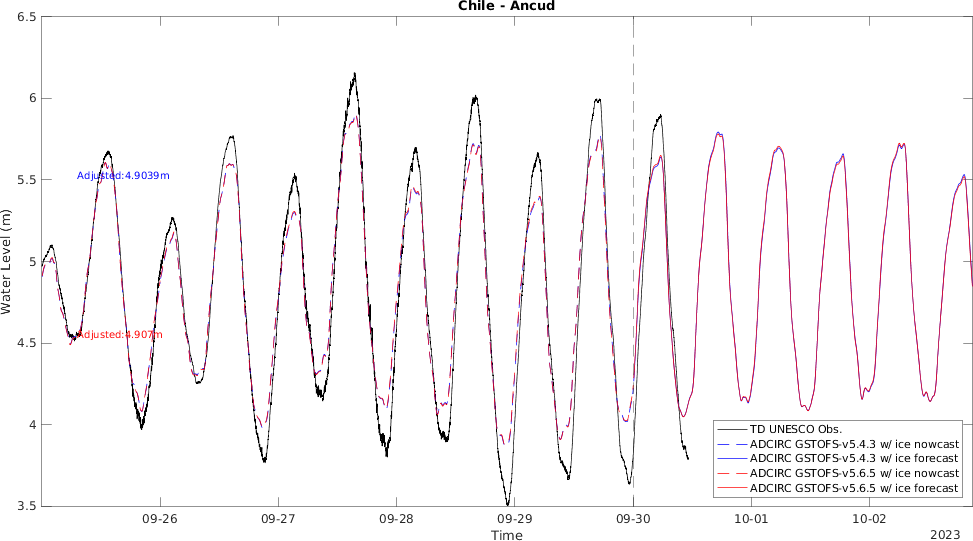 Chile - Ancud
6.5
6
5.5
5
4.5
4
3.5
Water Level (m)
Adjusted:4.9039m
Adjusted:4.907m
TD UNESCO Obs.
ADCIRC GSTOFS-v5.4.3 w/ ice nowcast
ADCIRC GSTOFS-v5.4.3 w/ ice forecast
ADCIRC GSTOFS-v5.6.5 w/ ice nowcast
ADCIRC GSTOFS-v5.6.5 w/ ice forecast
09-26 09-27 09-28 09-29 09-30 10-01 10-02
Time
2023